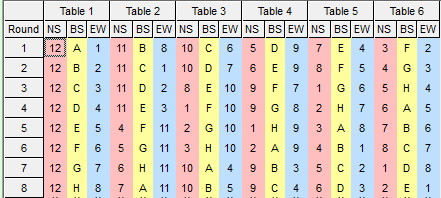 Table 1 Table 2 Table 3 Table 4 Table 5 Table 6
Round NS BS EW NS BS EW NS BS EW NS BS EW NS BS EW NS BS EW
1 12 A 1 11 B 8 10 C 6 5 D 9 7 E 4 3 F 2
2 12 B 2 11 C 1 10 D 7 6 E 9 8 F 5 4 G 3
3 12 C 3 11 D 2 8 E 10 9 F 7 1 G 6 5 H 4
4 12 D 4 11 E 3 1 F 10 9 G 8 2 H 7 6 A 5
5 12 E 5 4 F 11 2 G 10 1 H 9 3 A 8 7 B 6
6 12 F 6 5 G 11 3 H 10 2 A 9 4 B 1 8 C 7
7 12 G 7 6 H 11 10 A 4 9 B 3 5 C 2 1 D 8
8 12 H 8 7 A 11 10 B 5 9 C 4 6 D 3 2 E 1